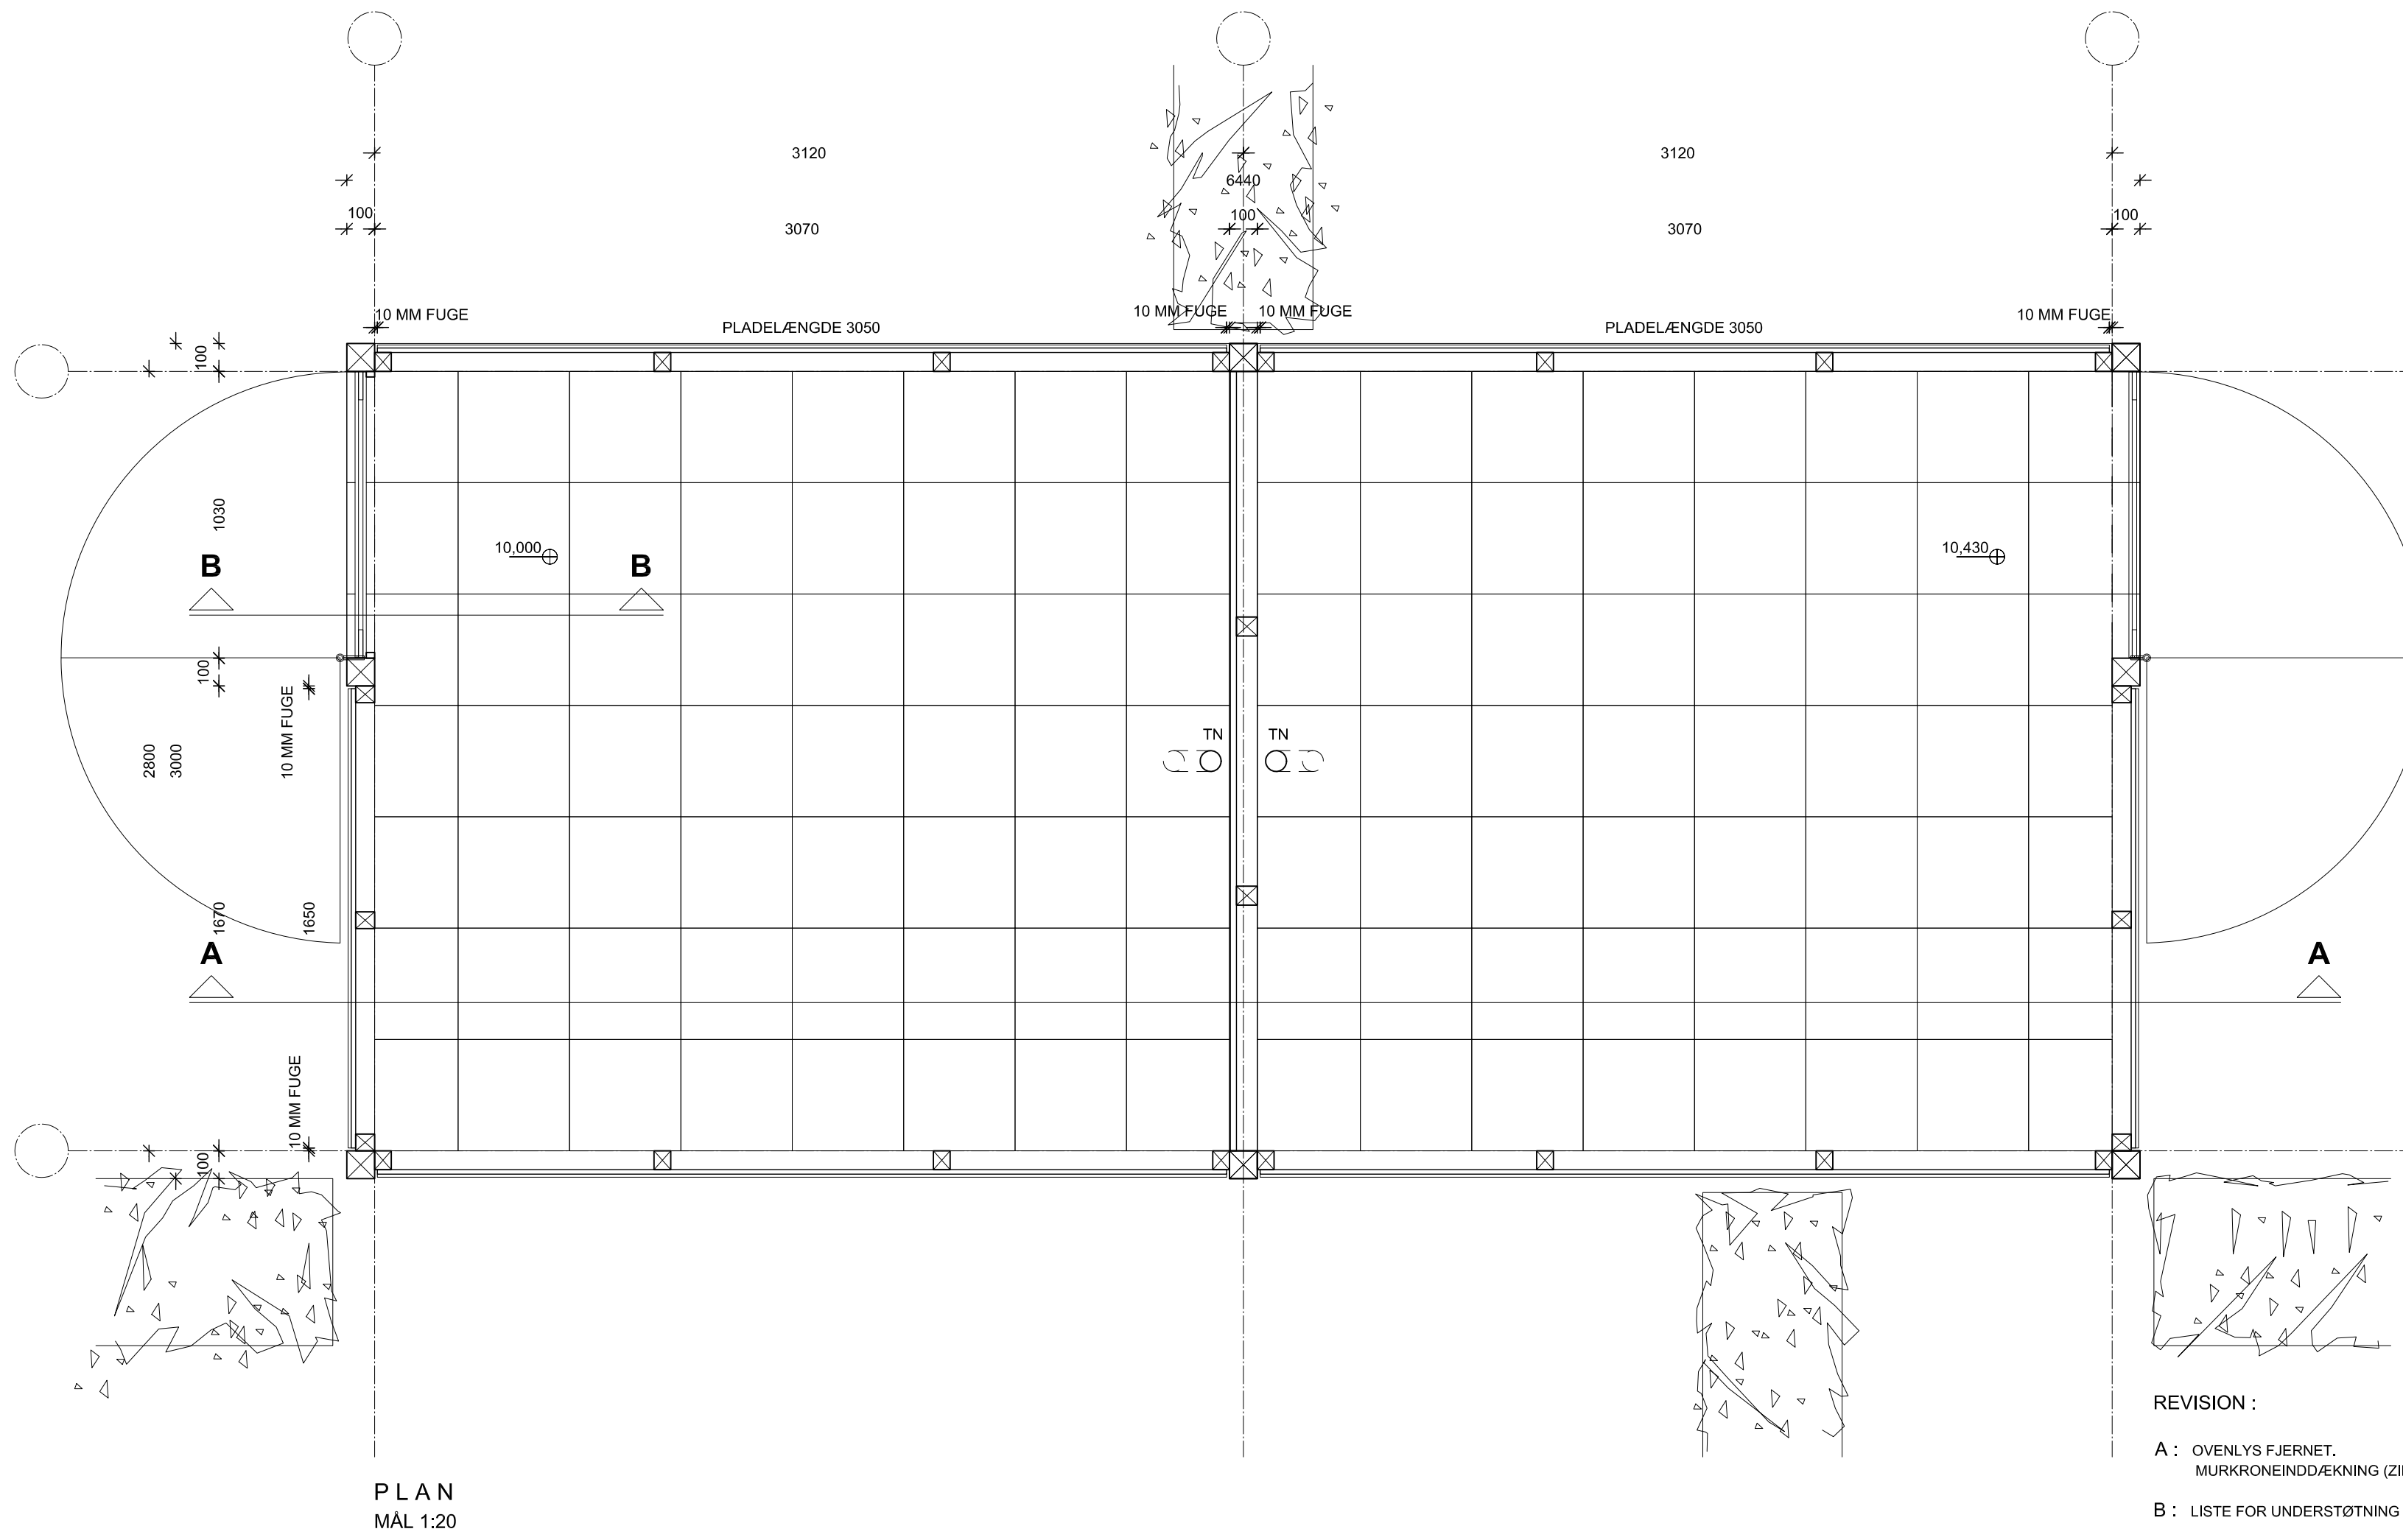 3120
3120
6440
100
100
100
3070
3070
10 MM FUGE
10 MM FUGE
10 MM FUGE
10 MM FUGE
PLADELÆNGDE 3050
PLADELÆNGDE 3050
100
1030
10,000
10,430
B
B
100
10 MM FUGE
TN
TN
2800
3000
1670
1650
A
A
10 MM FUGE
100
REVISION :
A : OVENLYS FJERNET.
MURKRONEINDDÆKNING
B : LISTE FOR UNDERSTØTNING
PLAN
MÅL 1:20